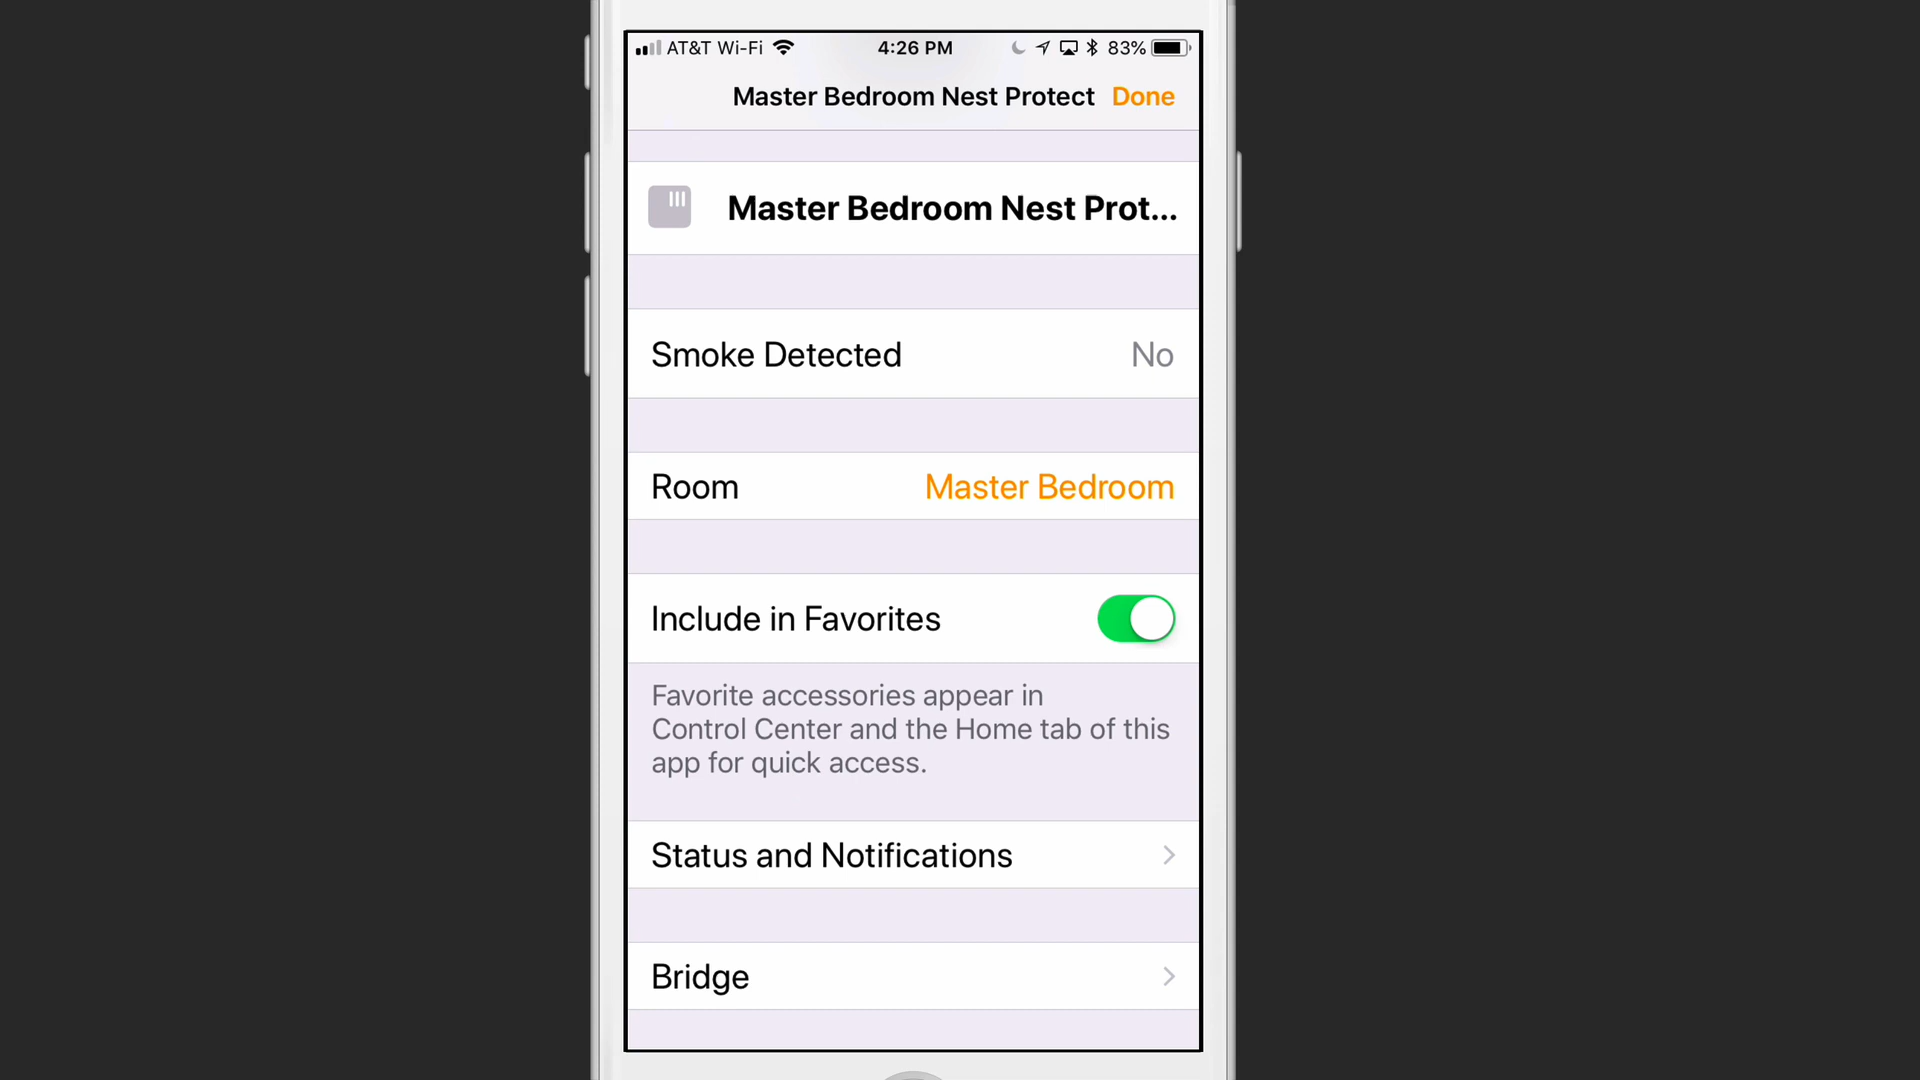 AT&T Wi-Fi 4:26 PM 83%
Master Bedroom Nest Protect Done
Master Bedroom Nest Prot...
Smoke Detected No
Room Master Bedroom
Include in Favorites
Favorite accessories appear in
Control Center and the Home tab of this
app for quick access.
Status and Notifications
Bridge